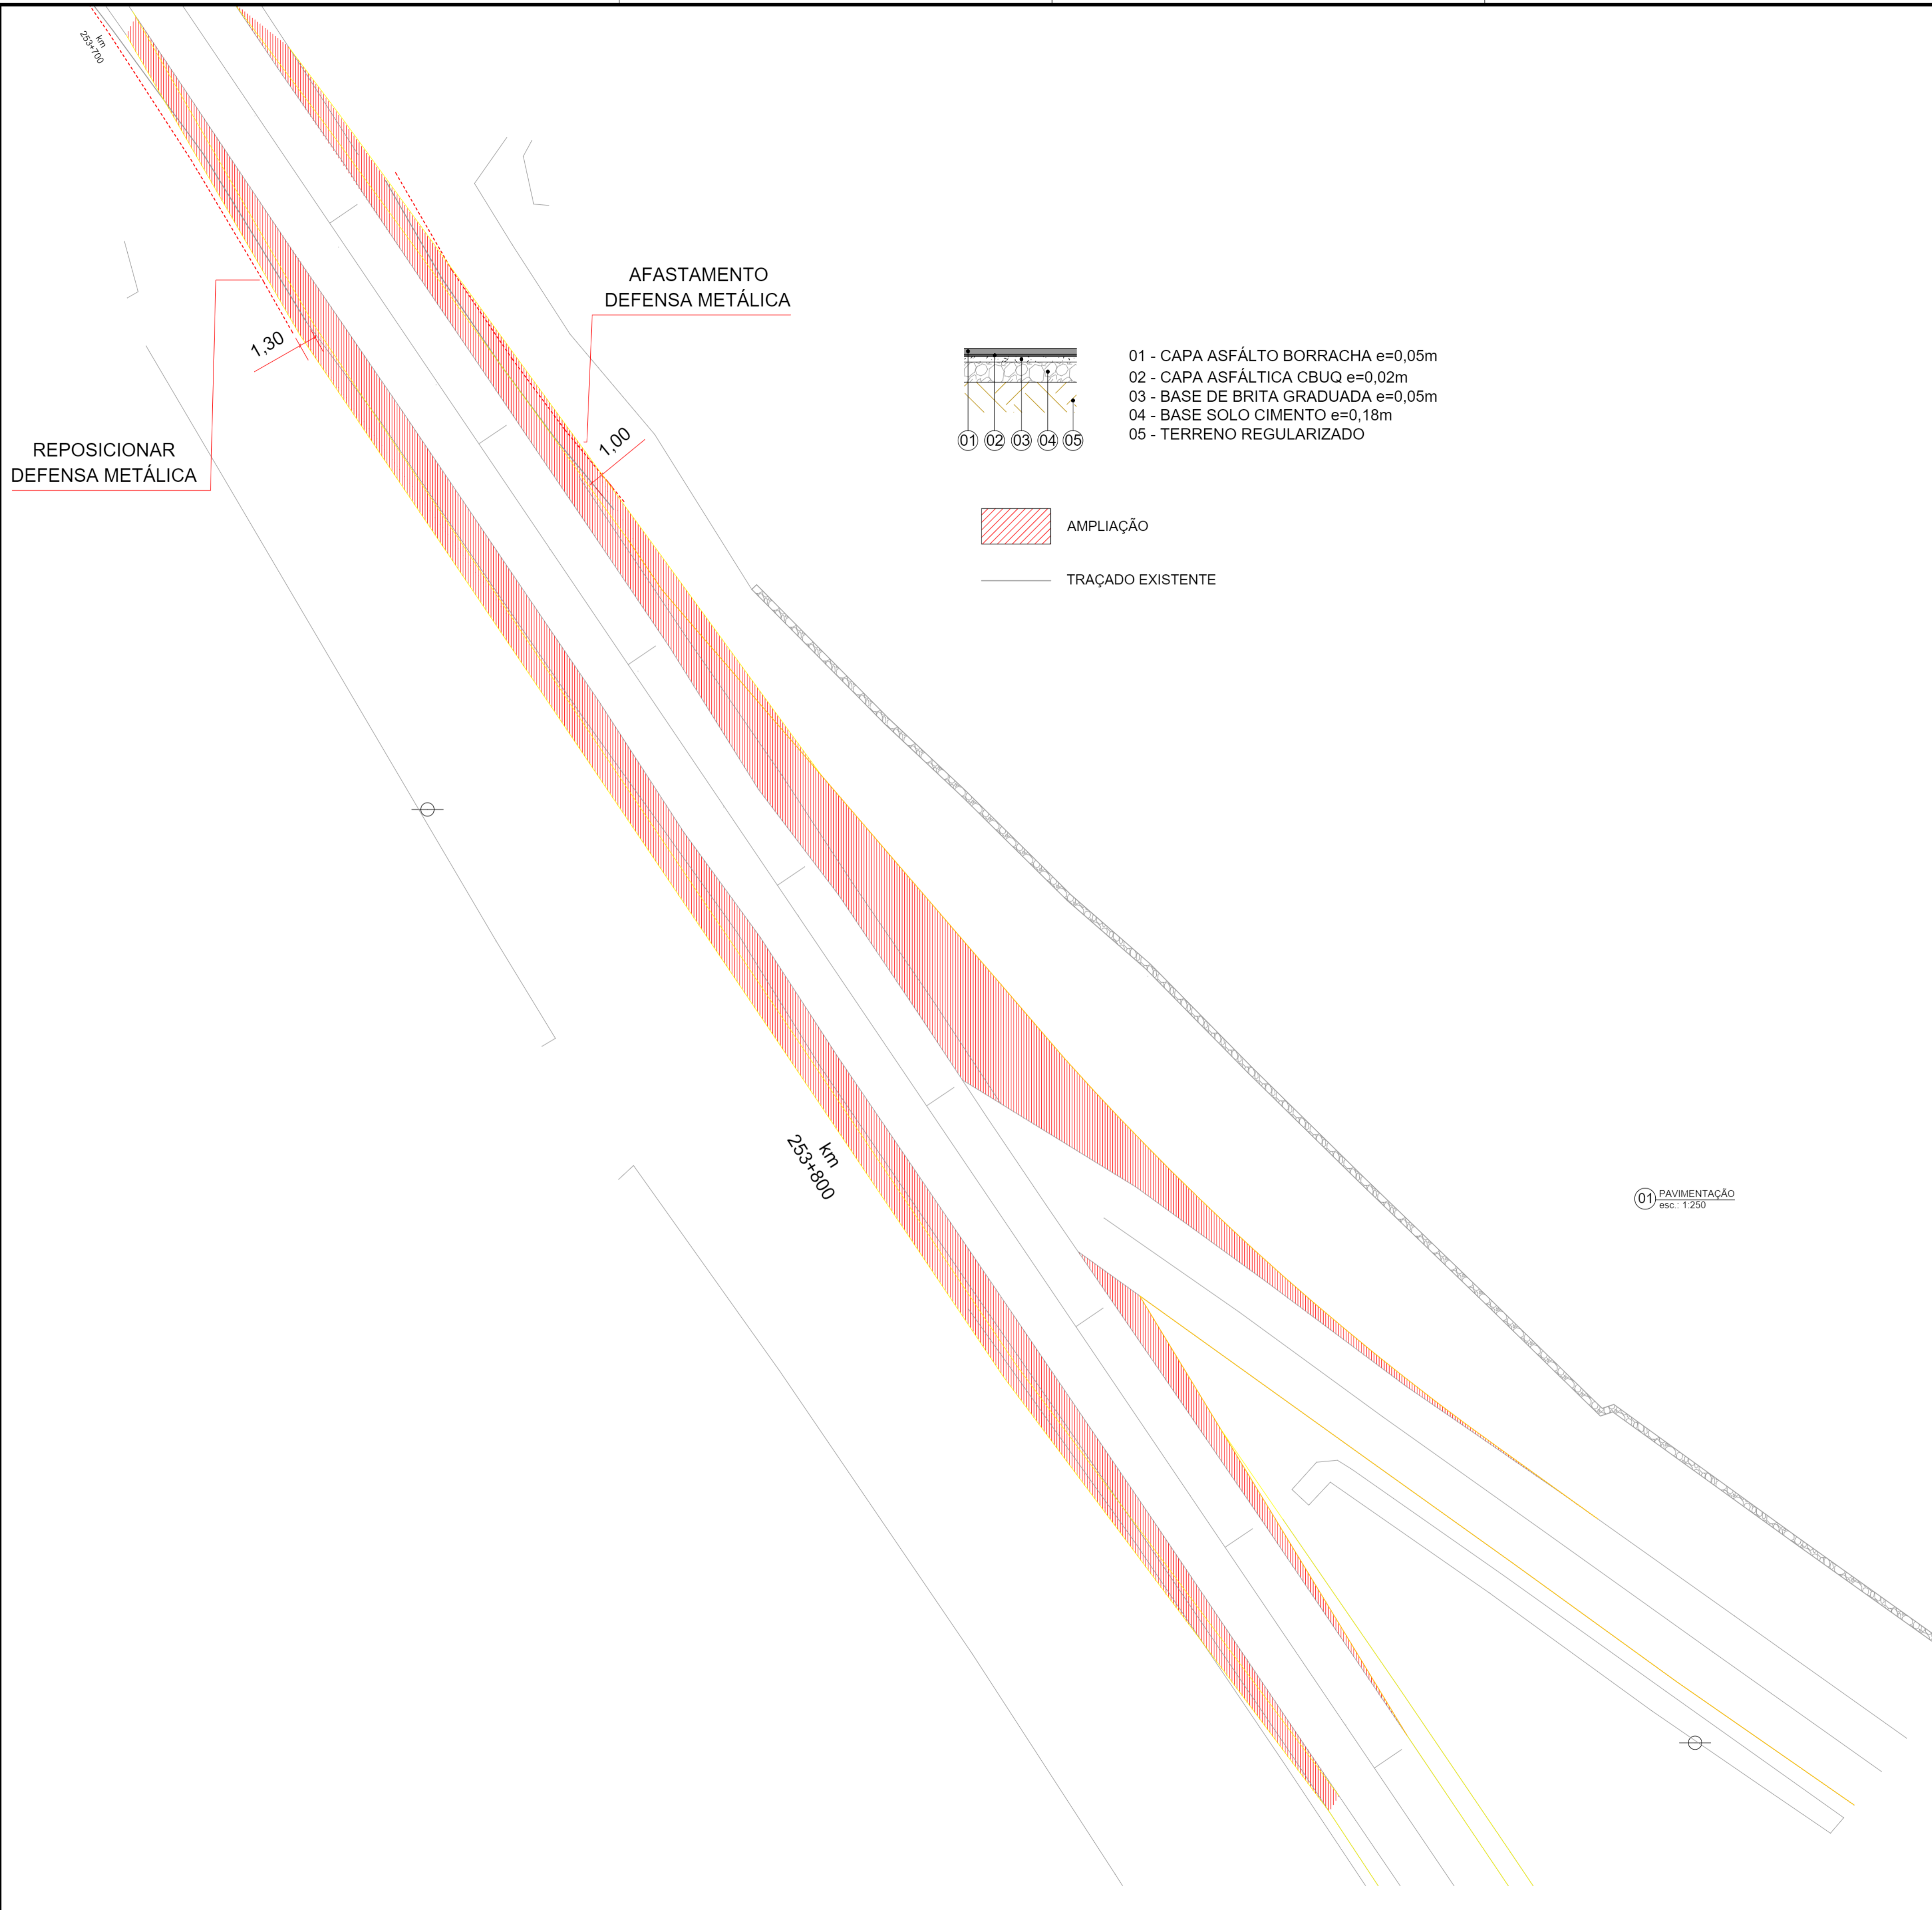 km
253+700
AFASTAMENTO
DEFENSA METÁLICA
1,30
REPOSICIONAR
DEFENSA METÁLICA
1,00
01 - CAPA ASFÁLTO BORRACHA e=0,05m
02 - CAPA ASFÁLTICA CBUQ e=0,02m
03 - BASE DE BRITA GRADUADA e=0,05m
04 - BASE SOLO CIMENTO e=0,18m
05 - TERRENO REGULARIZADO
01 02 03 04 05
AMPLIAÇÃO
TRAÇADO EXISTENTE
km
253+800
01 PAVIMENTAÇÃO
esc.: 1:250